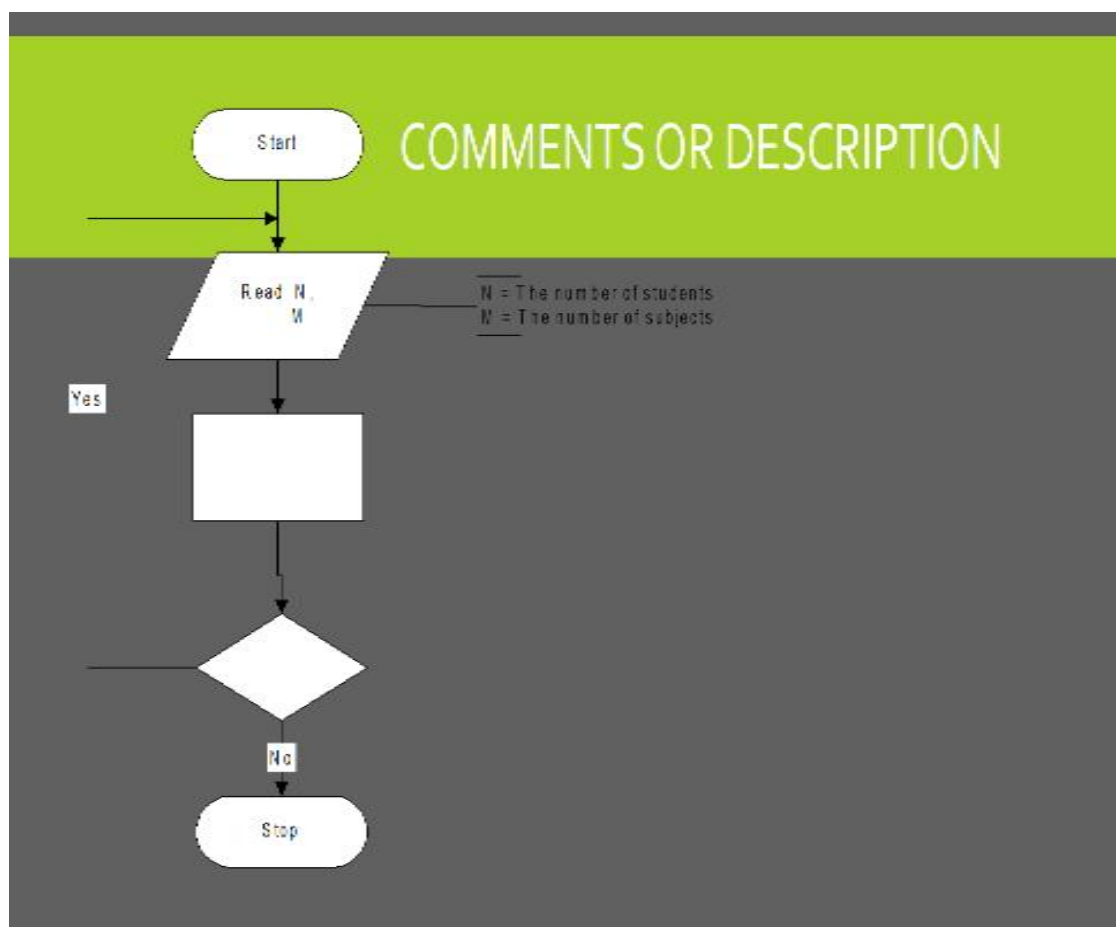 Start
COMMENTS OR DESCRIPTION
Read N,
M
N = The number of students
M = The number of subjects
Yes
No
Stop